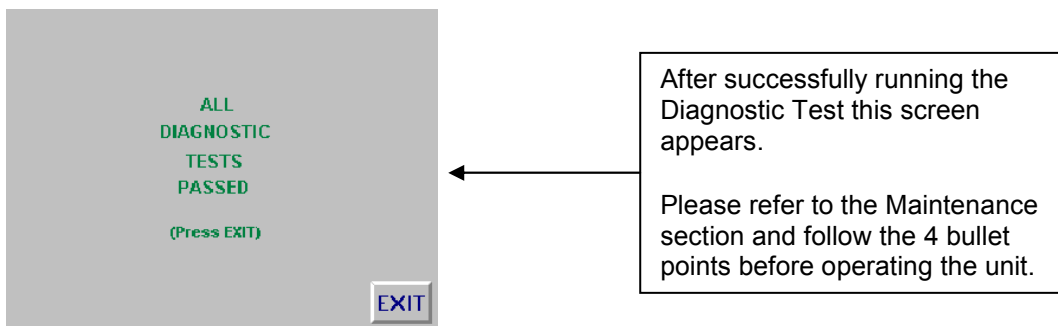 ALL
DIAGNOSTIC
TESTS
PASSED
(Press EXIT)
EXIT
After successfully running the
Diagnostic Test this screen
appears.
Please refer to the Maintenance
section and follow the 4 bullet
points before operating the unit.